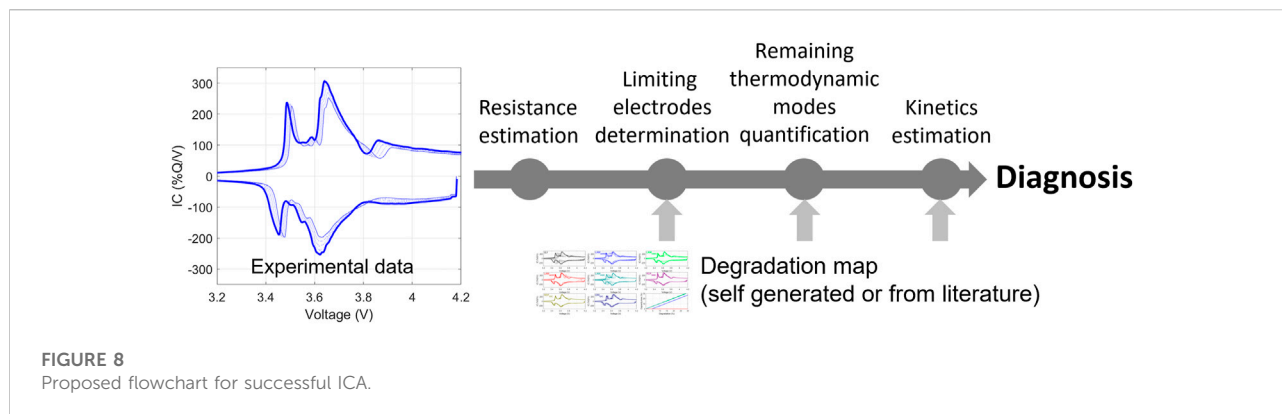 Remaining
Limiting
thermodynamic
Resistance
electrodes
modes
Kinetics
estimation
determination
quantification
estimation
300
200
100
0
-100
-200
-300
IC (%Q/V)
Experimental data
3.2
3.4
3.6
3.8
4
4.2
Voltage (V)
Diagnosis
Degradation map
(self generated or from literature)
FIGURE 8
Proposed flowchart for successful ICA.